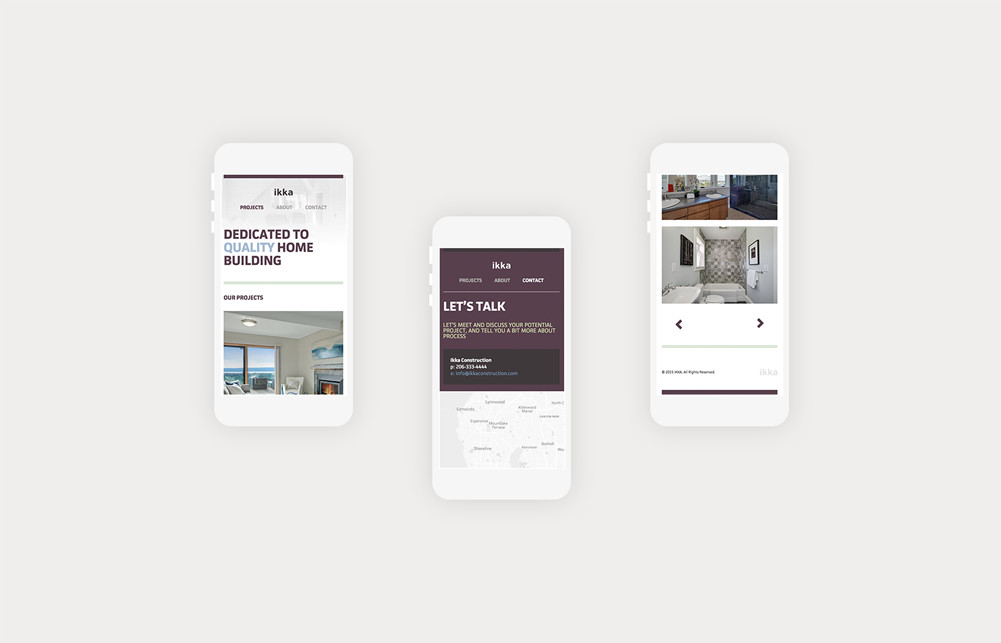 ikka
PROJECTS ABOUT CONTACT
DEDICATED TO
QUALITY HOME
BUILDING
OUR PROJECTS
ikka
PROJECTS ABOUT CONTACT
LET'S TALK
LET'S MEET AND DISCUSS YOUR POTENTIAL
PROJECT, AND TELL YOU A BIT MORE ABOUT
PROCESS
Ikka Construction
p: 206-333-4444
e: info@ikkaconstruction.com
Lynnwood
Edmonds
Esperance
Mountlake
Terrace
Alderwood
Manor
North C
Shoreline
Bothell
Kenmore
© 2015 IKKA. All Rights Reserved.
ikka